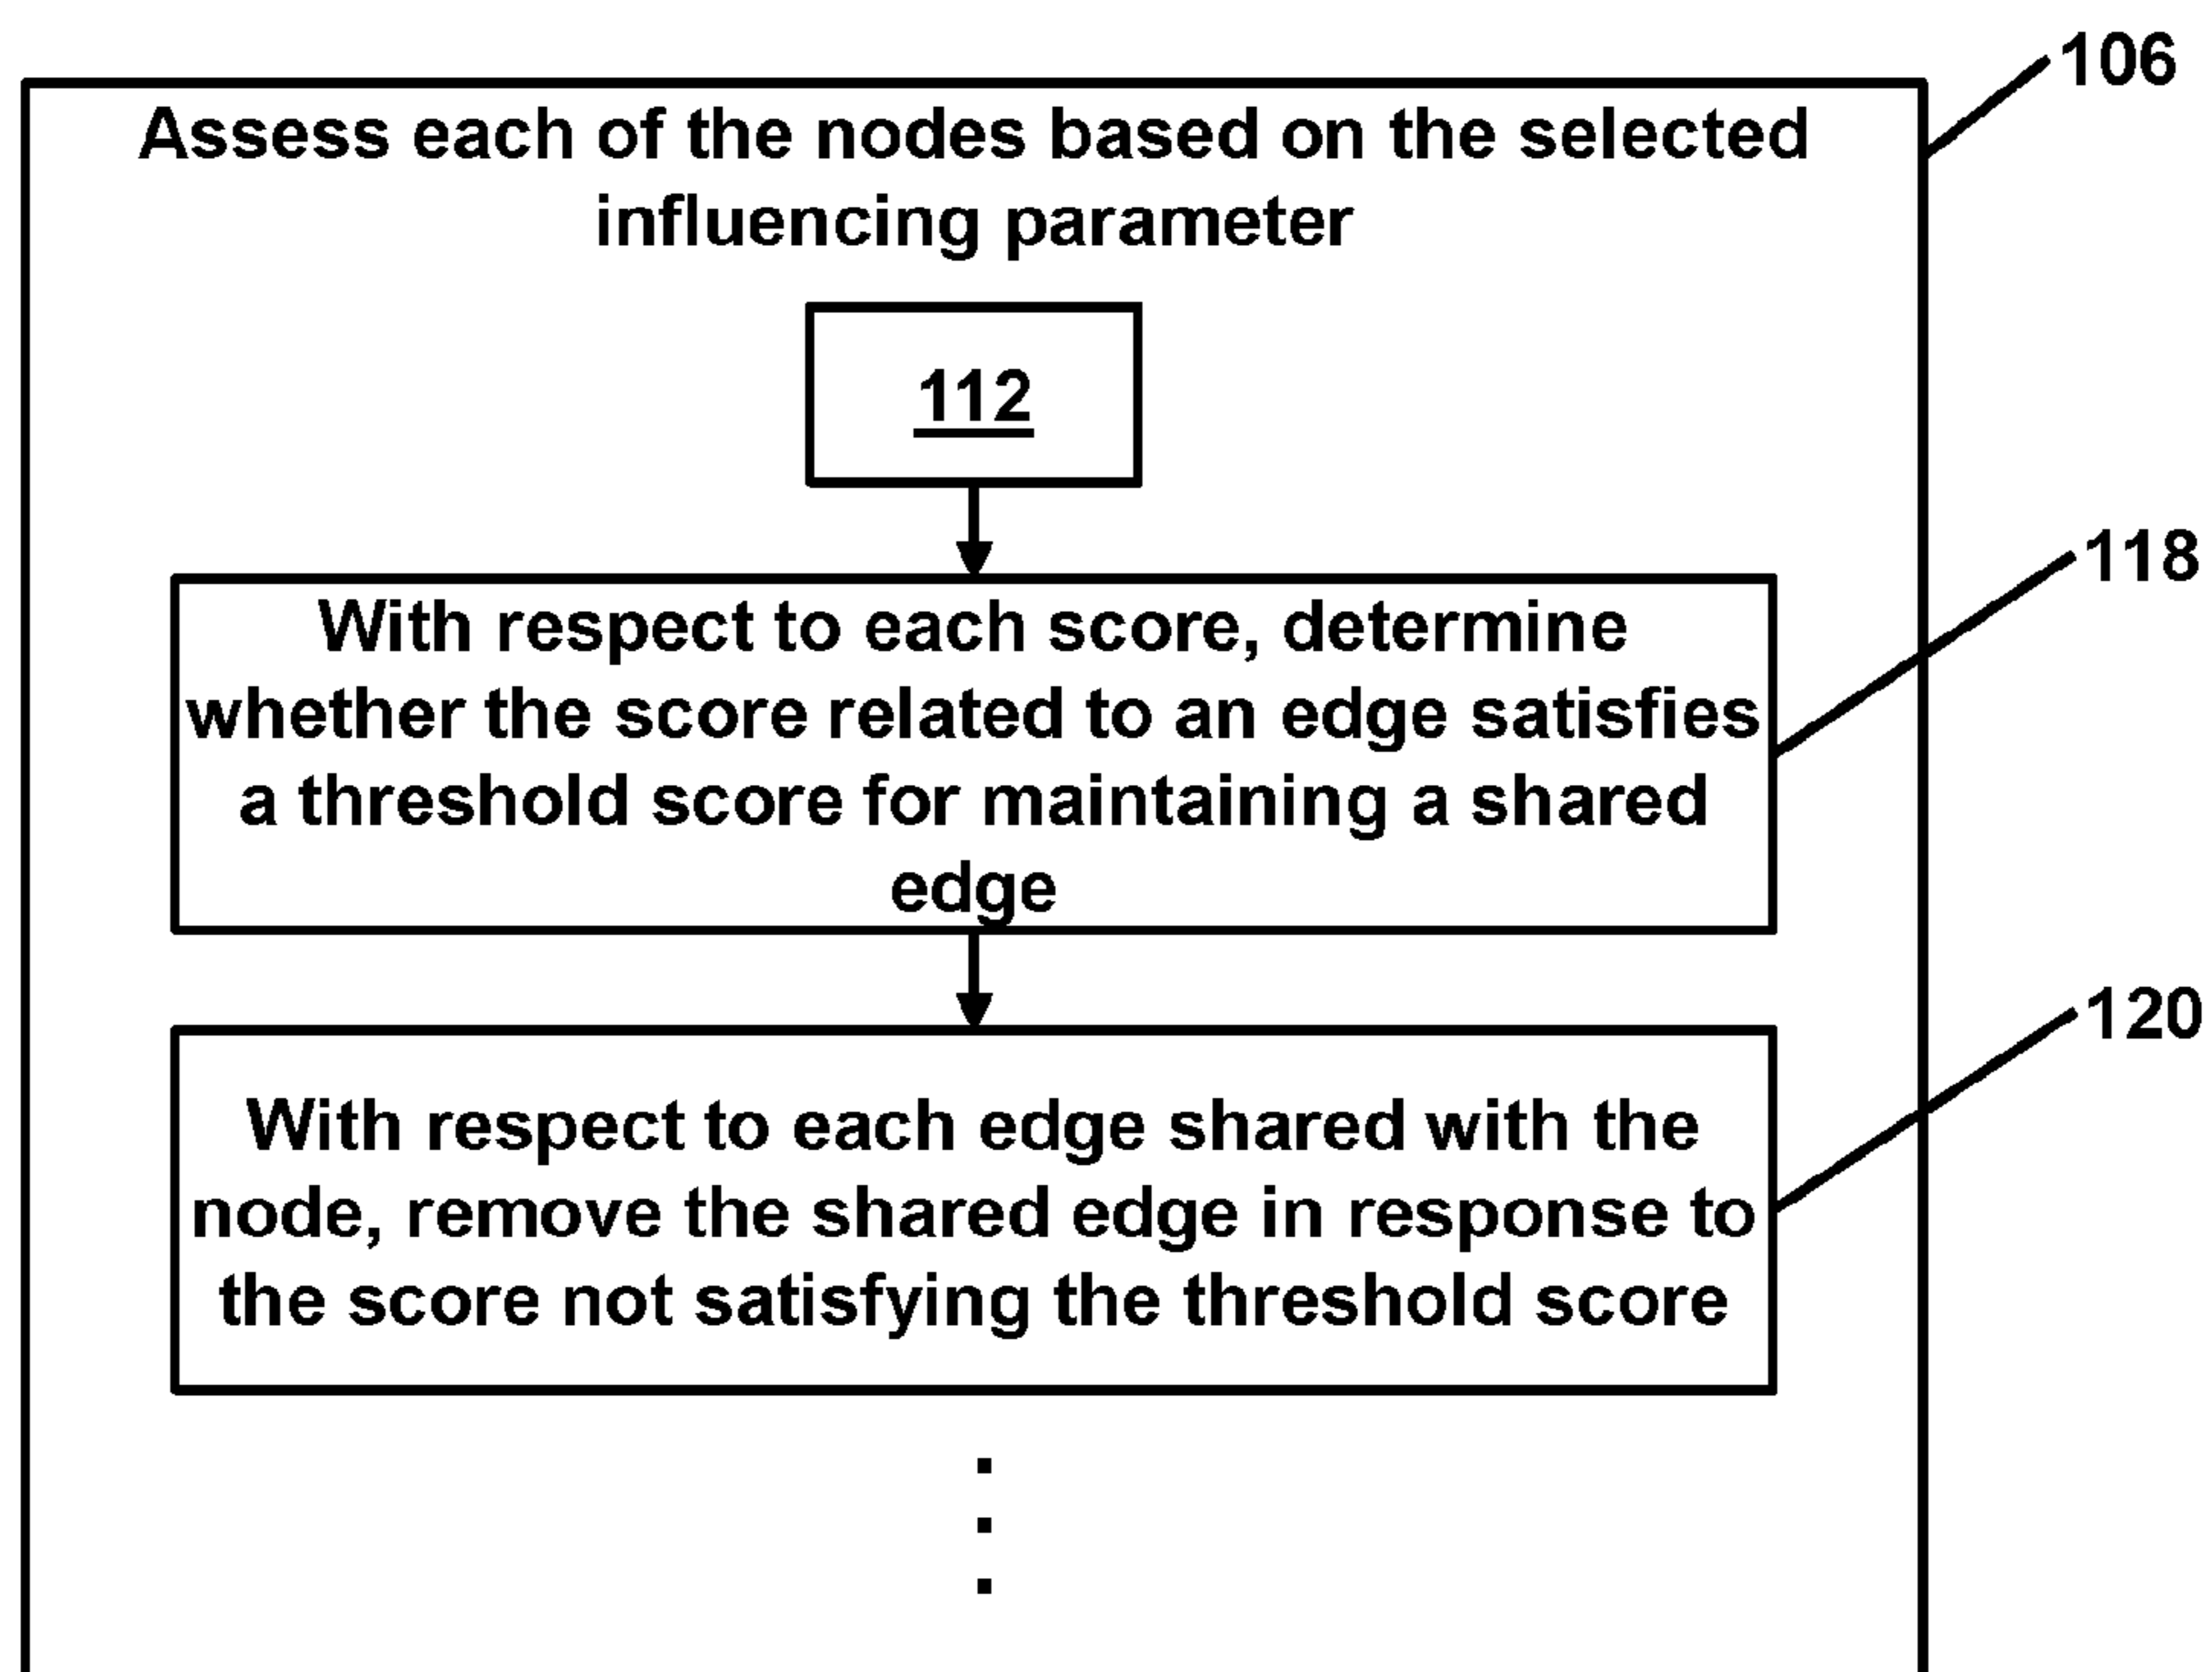 106
Assess each of the nodes based on the selected
influencing parameter
112
118
With respect to each score, determine
whether the score related to an edge satisfies
a threshold score for maintaining a shared
edge
120
With respect to each edge shared with the
node, remove the shared edge in response to
the score not satisfying the threshold score